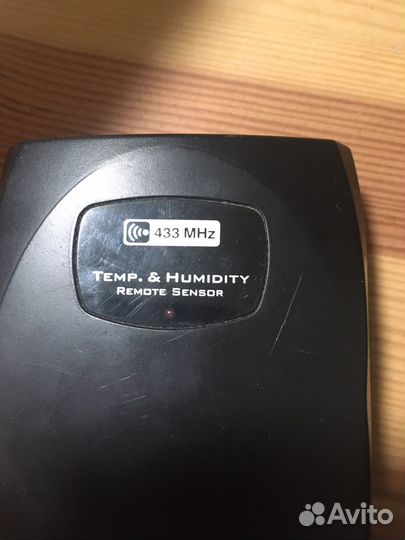 433 MHz
TEMP. & HUMIDITY
REMOTE SENSOR
Avito